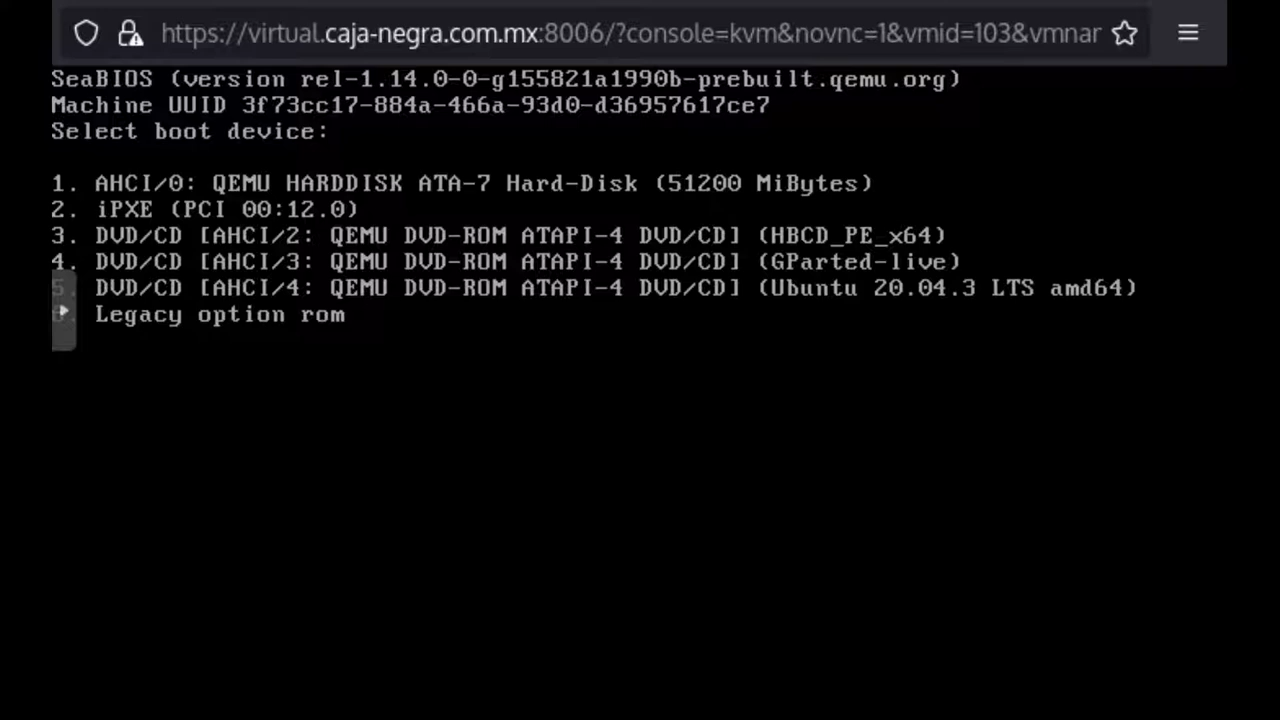 https://virtual.caja-negra.com.mx:8006/?console=kvm&novnc=1&vmid=103&vmnar
SeaBIOS (version rel-1.14.0-0-g155821a1990b-prebuilt.qemu.org)
Machine UUID 3f73cc17-884a-466a-93d0-d36957617ce7
Select boot device:
1. AHCI/0: QEMU HARDDISK ATA-7 Hard-Disk (51200 MiBytes)
2. iPXE (PCI 00:12.0)
3. DVD/CD [AHCI/2: QEMU DVD-ROM ATAPI-4 DVD/CD] (HBCD_PE_x64)
4. DVD/CD [AHCI/3: QEMU DVD-ROM ATAPI-4 DVD/CD] (GParted-live)
5. DVD/CD [AHCI/4: QEMU DVD-ROM ATAPI-4 DVD/CD] (Ubuntu 20.04.3 LTS amd64)
Legacy option rom